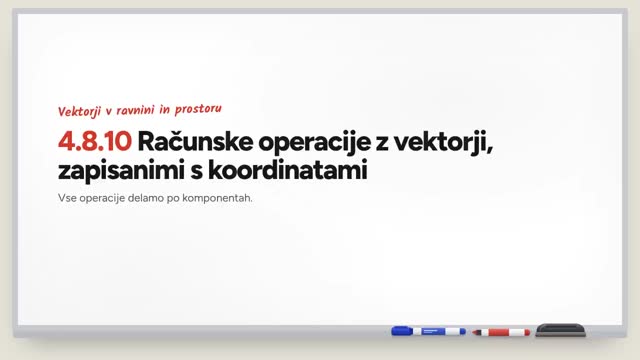 Vektorji v ravnini in prostoru
4.8.10 Računske operacije z vektorji,
zapisanimi s koordinatami
Vse operacije delamo po komponentah.